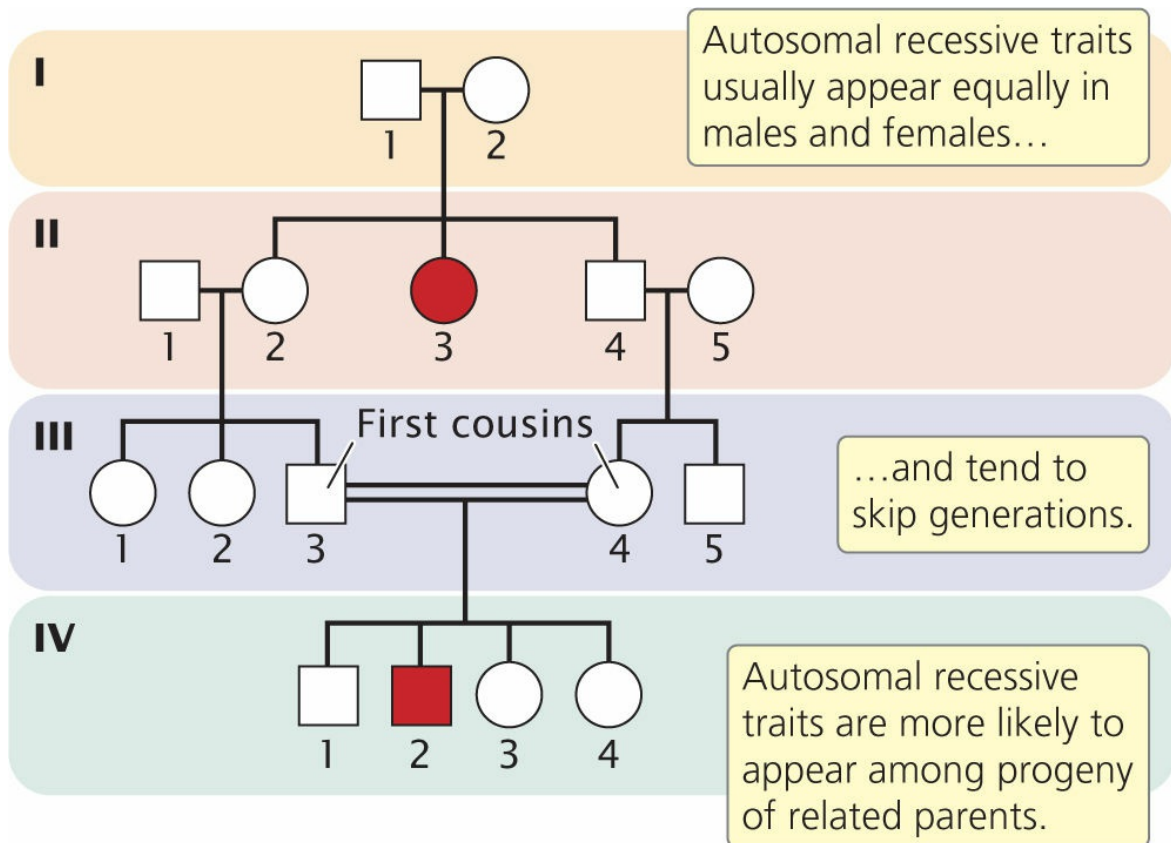 I
Autosomal recessive traits
usually appear equally in
males and females…
1 2
II
1 2 3 4 5
III
First cousins
…and tend to
skip generations.
1 2 3 4 5
IV
1 2 3 4
Autosomal recessive
traits are more likely to
appear among progeny
of related parents.